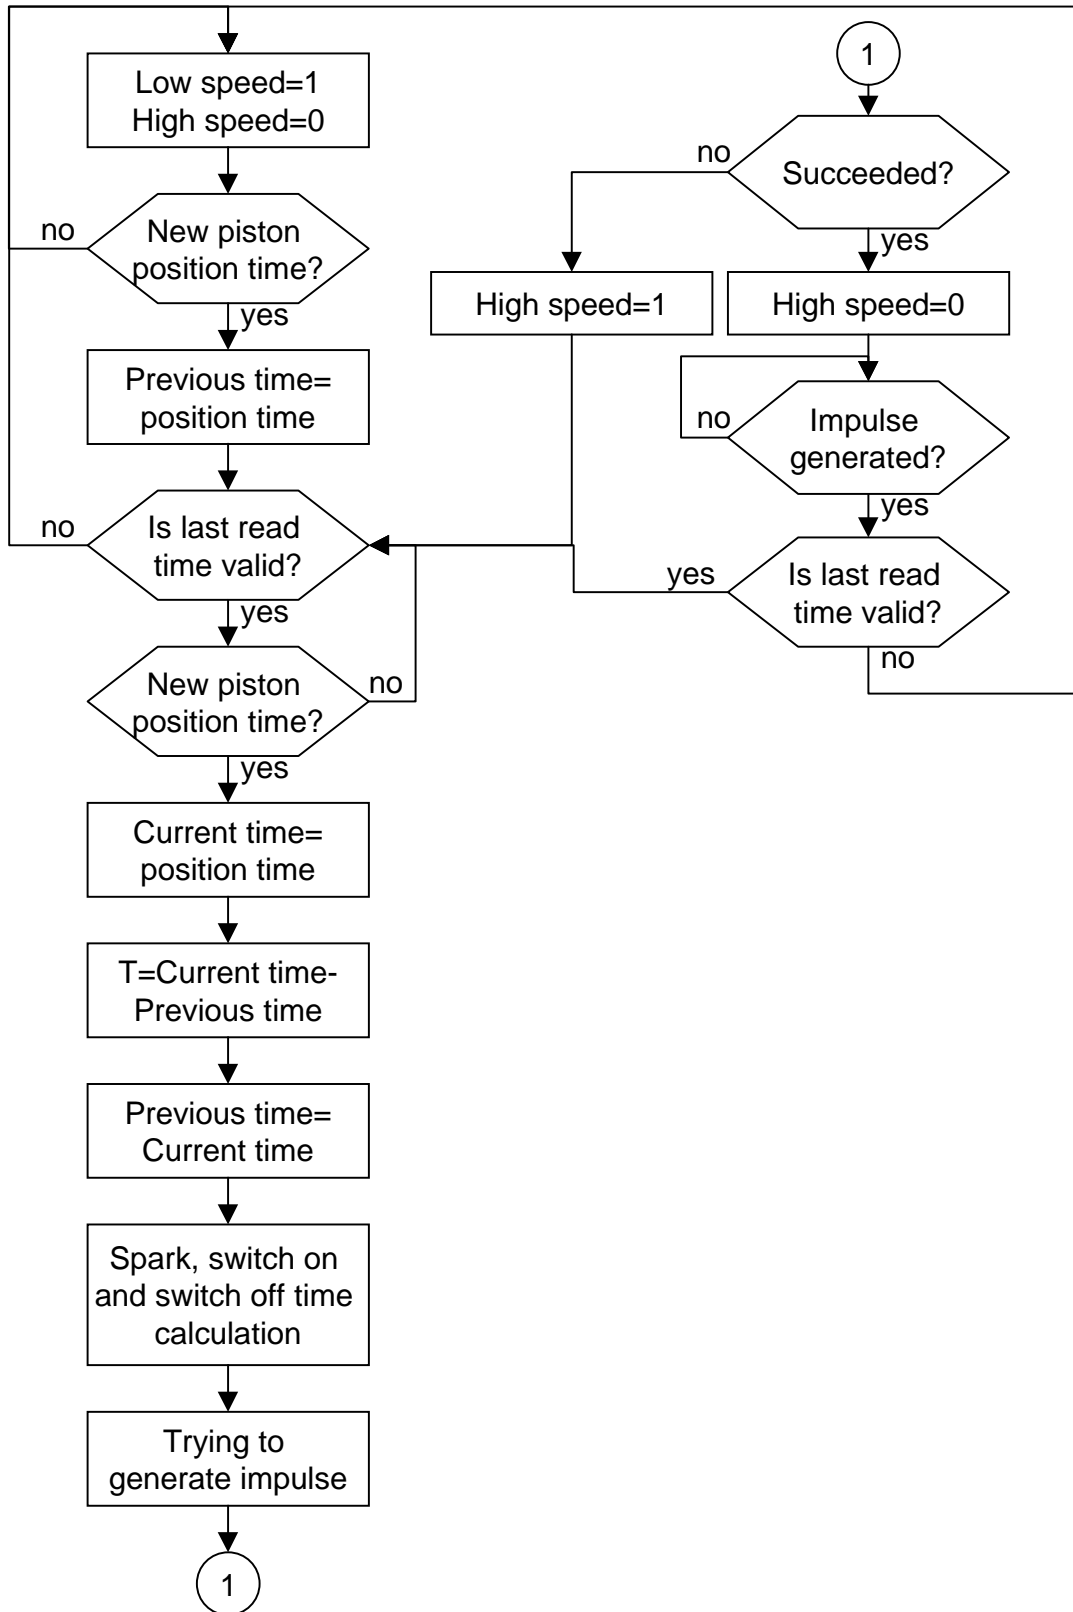 Low speed=1
High speed=0
no
New piston
position time?
yes
Previous time=
position time
no
Is last read
time valid?
yes
New piston
position time?
no
yes
Current time=
position time
T=Current time-
Previous time
Previous time=
Current time
Spark, switch on
and switch off time
calculation
Trying to
generate impulse
1
1
no
Succeeded?
yes
High speed=1
High speed=0
no
Impulse
generated?
yes
yes
Is last read
time valid?
no